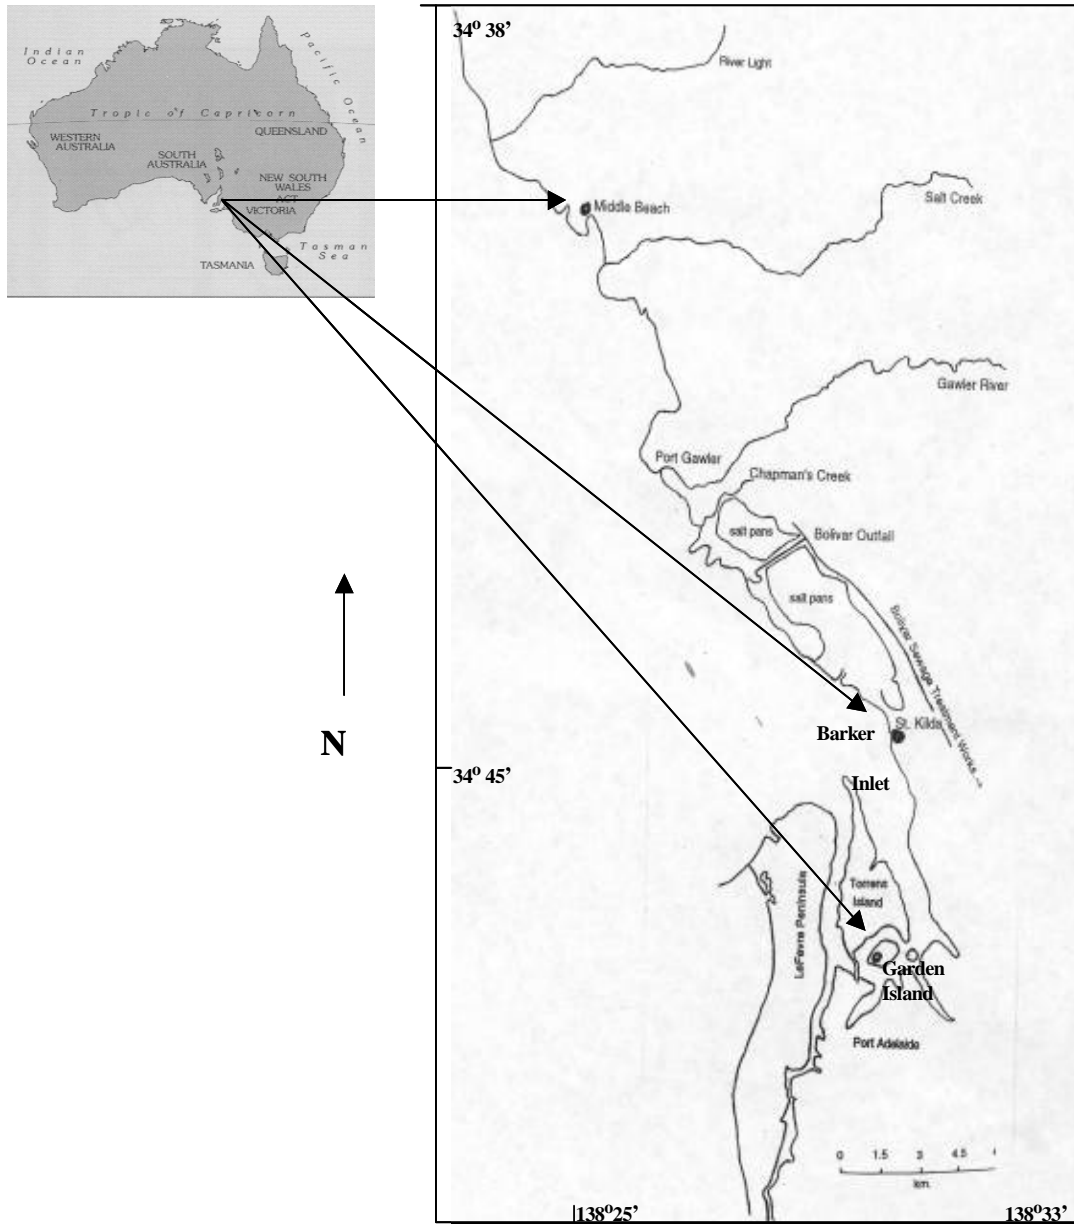 Indian
Ocean
Pacific Ocean
Tropic of Capricorn
WESTERN
AUSTRALIA
QUEENSLAND
SOUTH
AUSTRALIA
NEW SOUTH
WALES
ACT
VICTORIA
Tasman
Sea
TASMANIA
N
34° 38’
River Light
Middle Beach
Salt Creek
Gawler River
Port Gawler
Chapman's Creek
salt pans
Bolivar Outfall
salt pans
Bolivar Sewage Treatment Works ->
St. Kilda
Barker
34° 45’
Inlet
LeFevre Peninsula
Torrens
Island
Garden
Island
Port Adelaide
0 1.5 3 4.5
km.
138°25’
138°33’